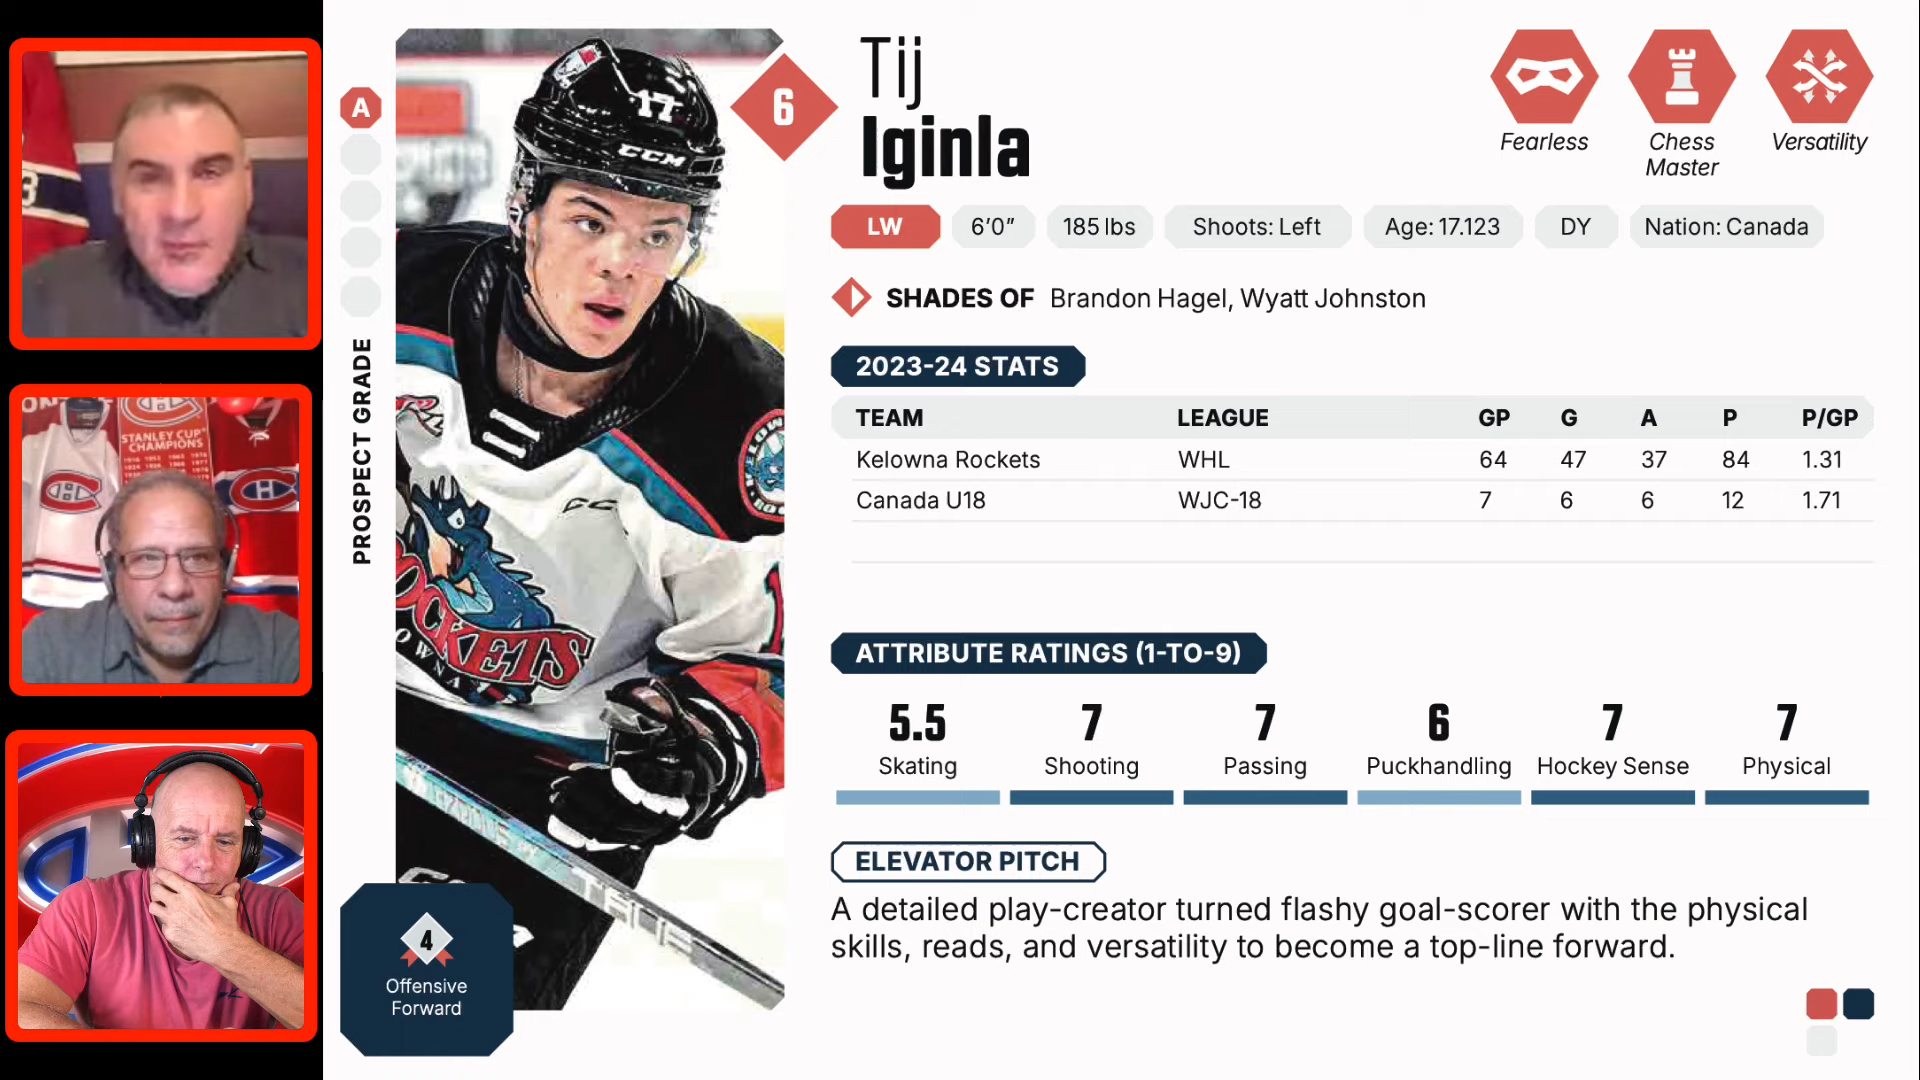 A
PROSPECT GRADE
6
Tij
Iginla
Fearless
Chess
Master
Versatility
LW 6'0" 185 lbs Shoots: Left Age: 17.123 DY Nation: Canada
SHADES OF Brandon Hagel, Wyatt Johnston
2023-24 STATS
TEAM LEAGUE GP G A P P/GP
Kelowna Rockets WHL 64 47 37 84 1.31
Canada U18 WJC-18 7 6 6 12 1.71
ATTRIBUTE RATINGS (1-TO-9)
5.5 7 7 6 7 7
Skating Shooting Passing Puckhandling Hockey Sense Physical
ELEVATOR PITCH
A detailed play-creator turned flashy goal-scorer with the physical
skills, reads, and versatility to become a top-line forward.
4
Offensive
Forward
17
CCM
STANLEY CUP
CHAMPIONS